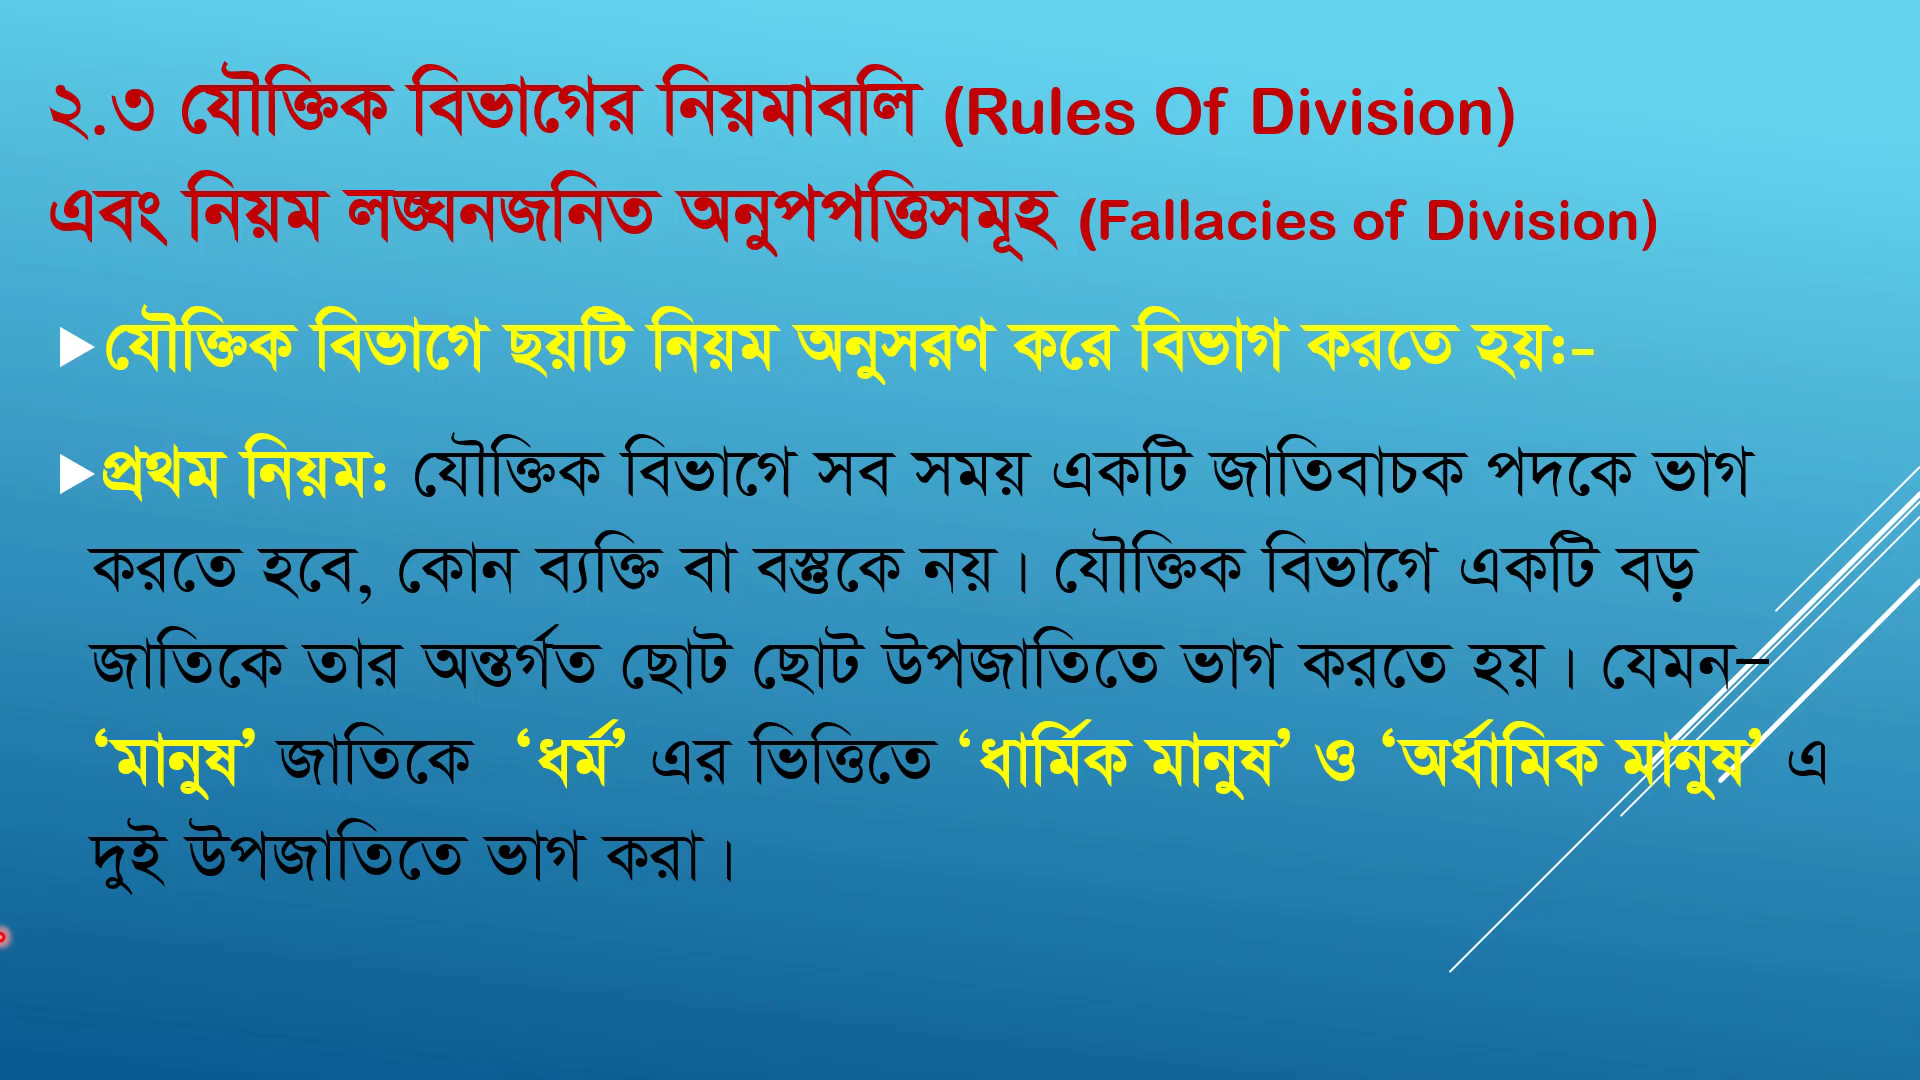 ২.৩ যৌক্তিক বিভাগের নিয়মাবলি (Rules Of Division)
এবং নিয়ম লঙ্ঘনজনিত অনুপপত্তিসমূহ (Fallacies of Division)
যৌক্তিক বিভাগে ছয়টি নিয়ম অনুসরণ করে বিভাগ করতে হয়ঃ-
প্রথম নিয়মঃ যৌক্তিক বিভাগে সব সময় একটি জাতিবাচক পদকে ভাগ
করতে হবে, কোন ব্যক্তি বা বস্তুকে নয়। যৌক্তিক বিভাগে একটি বড়
জাতিকে তার অন্তর্গত ছোট ছোট উপজাতিতে ভাগ করতে হয়। যেমন–
‘মানুষ’ জাতিকে ‘ধর্ম’ এর ভিত্তিতে ‘ধার্মিক মানুষ’ ও ‘অর্ধামিক মানুষ’ এ
দুই উপজাতিতে ভাগ করা।